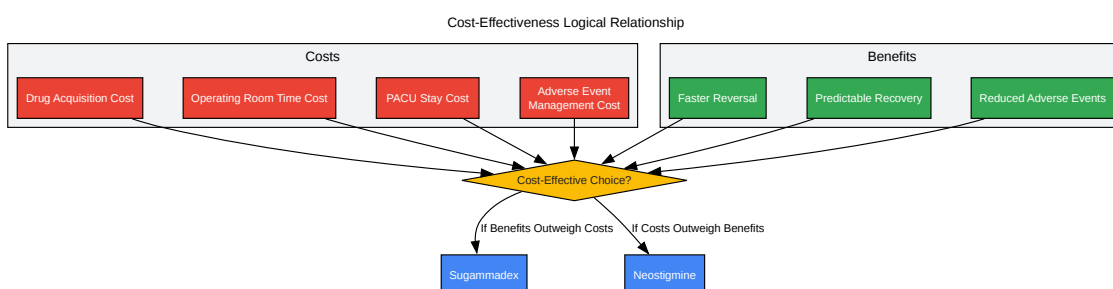 Cost-Effectiveness Logical Relationship
Costs
Benefits
Drug Acquisition Cost
Operating Room Time Cost
PACU Stay Cost
Adverse Event
Management Cost
Faster Reversal
Predictable Recovery
Reduced Adverse Events
Cost-Effective Choice?
If Benefits Outweigh Costs
If Costs Outweigh Benefits
Sugammadex
Neostigmine